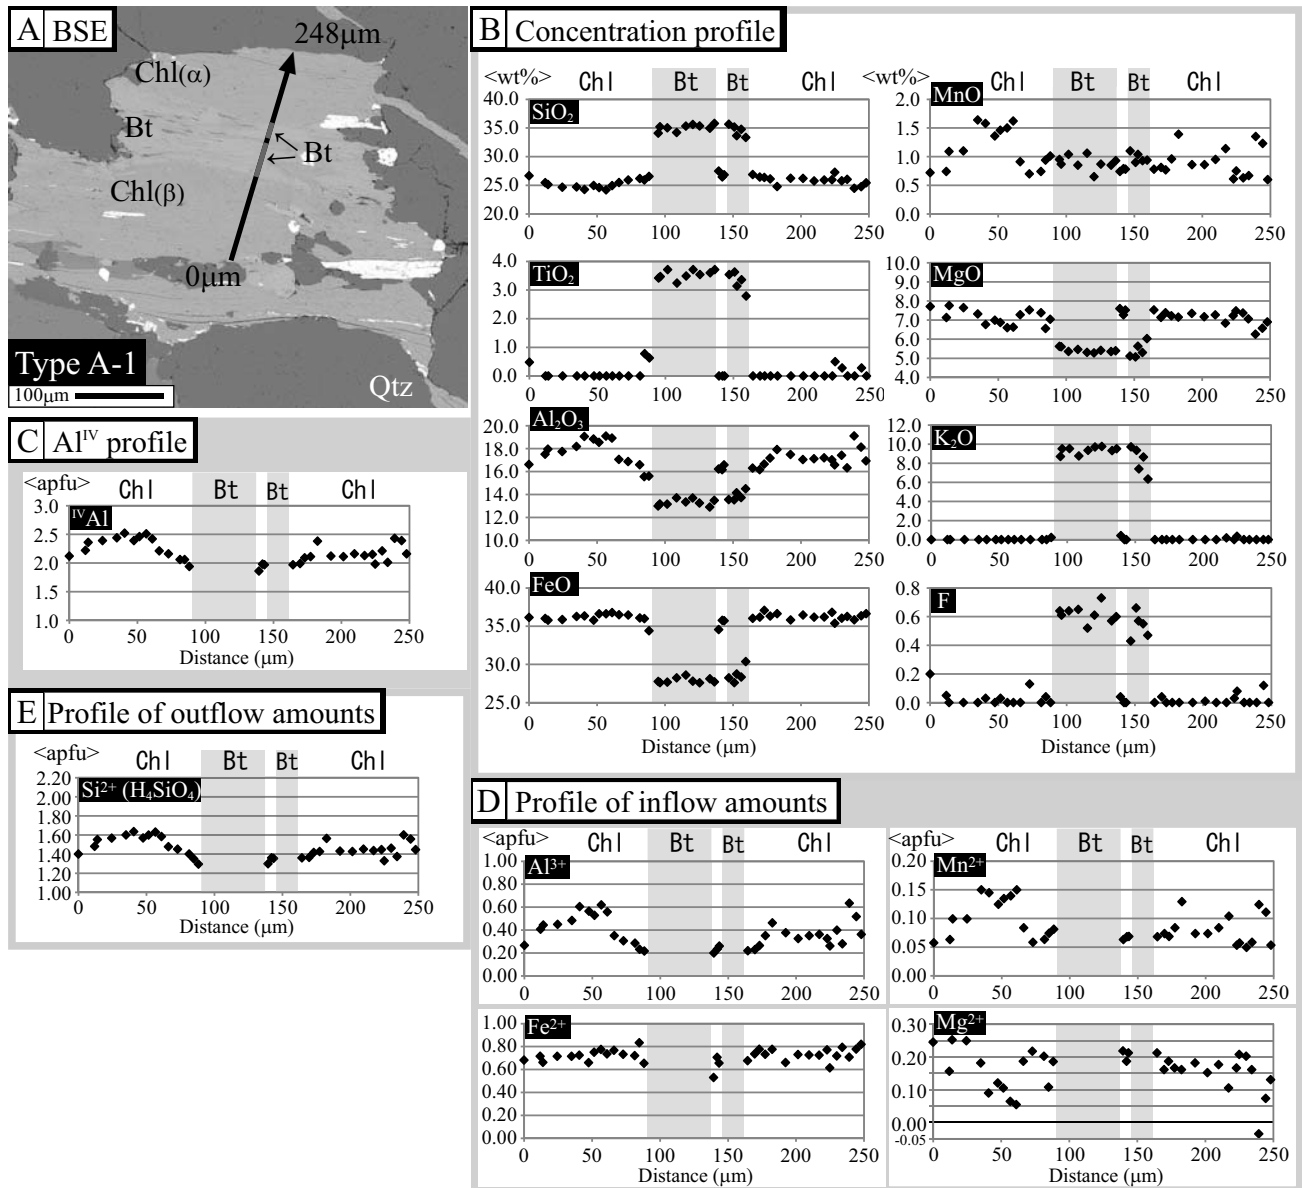 A BSE
248μm
Chl(α)
Bt
Bt
Chl(β)
0μm
Type A-1
100μm
Qtz
B Concentration profile
<wt%> Chl Bt Bt Chl
SiO₂
40.0
35.0
30.0
25.0
20.0
0 50 100 150 200 250
TiO₂
4.0
3.0
2.0
1.0
0.0
0 50 100 150 200 250
Al₂O₃
20.0
18.0
16.0
14.0
12.0
10.0
0 50 100 150 200 250
FeO
40.0
35.0
30.0
25.0
0 50 100 150 200 250
Distance (μm)
<wt%> Chl Bt Bt Chl
MnO
2.0
1.5
1.0
0.5
0.0
0 50 100 150 200 250
MgO
10.0
9.0
8.0
7.0
6.0
5.0
4.0
0 50 100 150 200 250
K₂O
12.0
10.0
8.0
6.0
4.0
2.0
0.0
0 50 100 150 200 250
F
0.8
0.6
0.4
0.2
0.0
0 50 100 150 200 250
Distance (μm)
C Alᴵⱽ profile
<apfu> Chl Bt Bt Chl
ᴵⱽAl
3.0
2.5
2.0
1.5
1.0
0 50 100 150 200 250
Distance (μm)
E Profile of outflow amounts
<apfu> Chl Bt Bt Chl
Si²⁺ (H₄SiO₄)
2.20
2.00
1.80
1.60
1.40
1.20
1.00
0 50 100 150 200 250
Distance (μm)
D Profile of inflow amounts
<apfu> Chl Bt Bt Chl
Al³⁺
1.00
0.80
0.60
0.40
0.20
0.00
0 50 100 150 200 250
Fe²⁺
1.00
0.80
0.60
0.40
0.20
0.00
0 50 100 150 200 250
Distance (μm)
<apfu> Chl Bt Bt Chl
Mn²⁺
0.20
0.15
0.10
0.05
0.00
0 50 100 150 200 250
Mg²⁺
0.30
0.20
0.10
0.00
-0.05
0 50 100 150 200 250
Distance (μm)